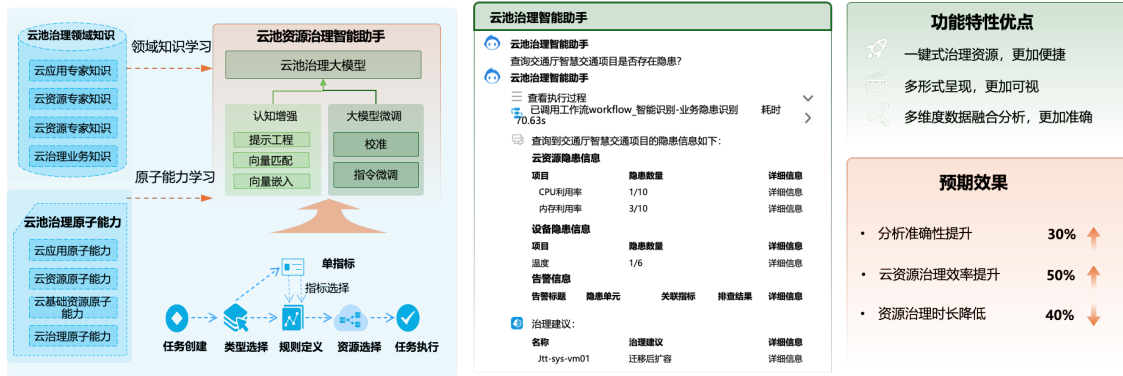 云池治理领域知识
云应用专家知识
云资源专家知识
云资源专家知识
云治理业务知识
领域知识学习
原子能力学习
云池治理原子能力
云应用原子能力
云资源原子能力
云基础资源原子
能力
云治理原子能力
云池资源治理智能助手
云池治理大模型
认知增强
提示工程
向量匹配
向量嵌入
大模型微调
校准
指令微调
单指标
指标选择
任务创建
类型选择
规则定义
资源选择
任务执行
云池治理智能助手
云池治理智能助手
查询交通厅智慧交通项目是否存在隐患?
云池治理智能助手
查看执行过程
已调用工作流workflow_智能识别-业务隐患识别 耗时
70.63s
查询到交通厅智慧交通项目的隐患信息如下：
云资源隐患信息
项目 隐患数量 详细信息
CPU利用率 1/10 详细信息
内存利用率 3/10 详细信息
设备隐患信息
项目 隐患数量 详细信息
温度 1/6 详细信息
告警信息
告警标题 隐患单元 关联指标 排查结果 详细信息
治理建议：
名称 治理建议 详细信息
Jtt-sys-vm01 迁移后扩容 详细信息
功能特性优点
一键式治理资源，更加便捷
多形式呈现，更加可视
多维度数据融合分析，更加准确
预期效果
• 分析准确性提升 30%
• 云资源治理效率提升 50%
• 资源治理时长降低 40%